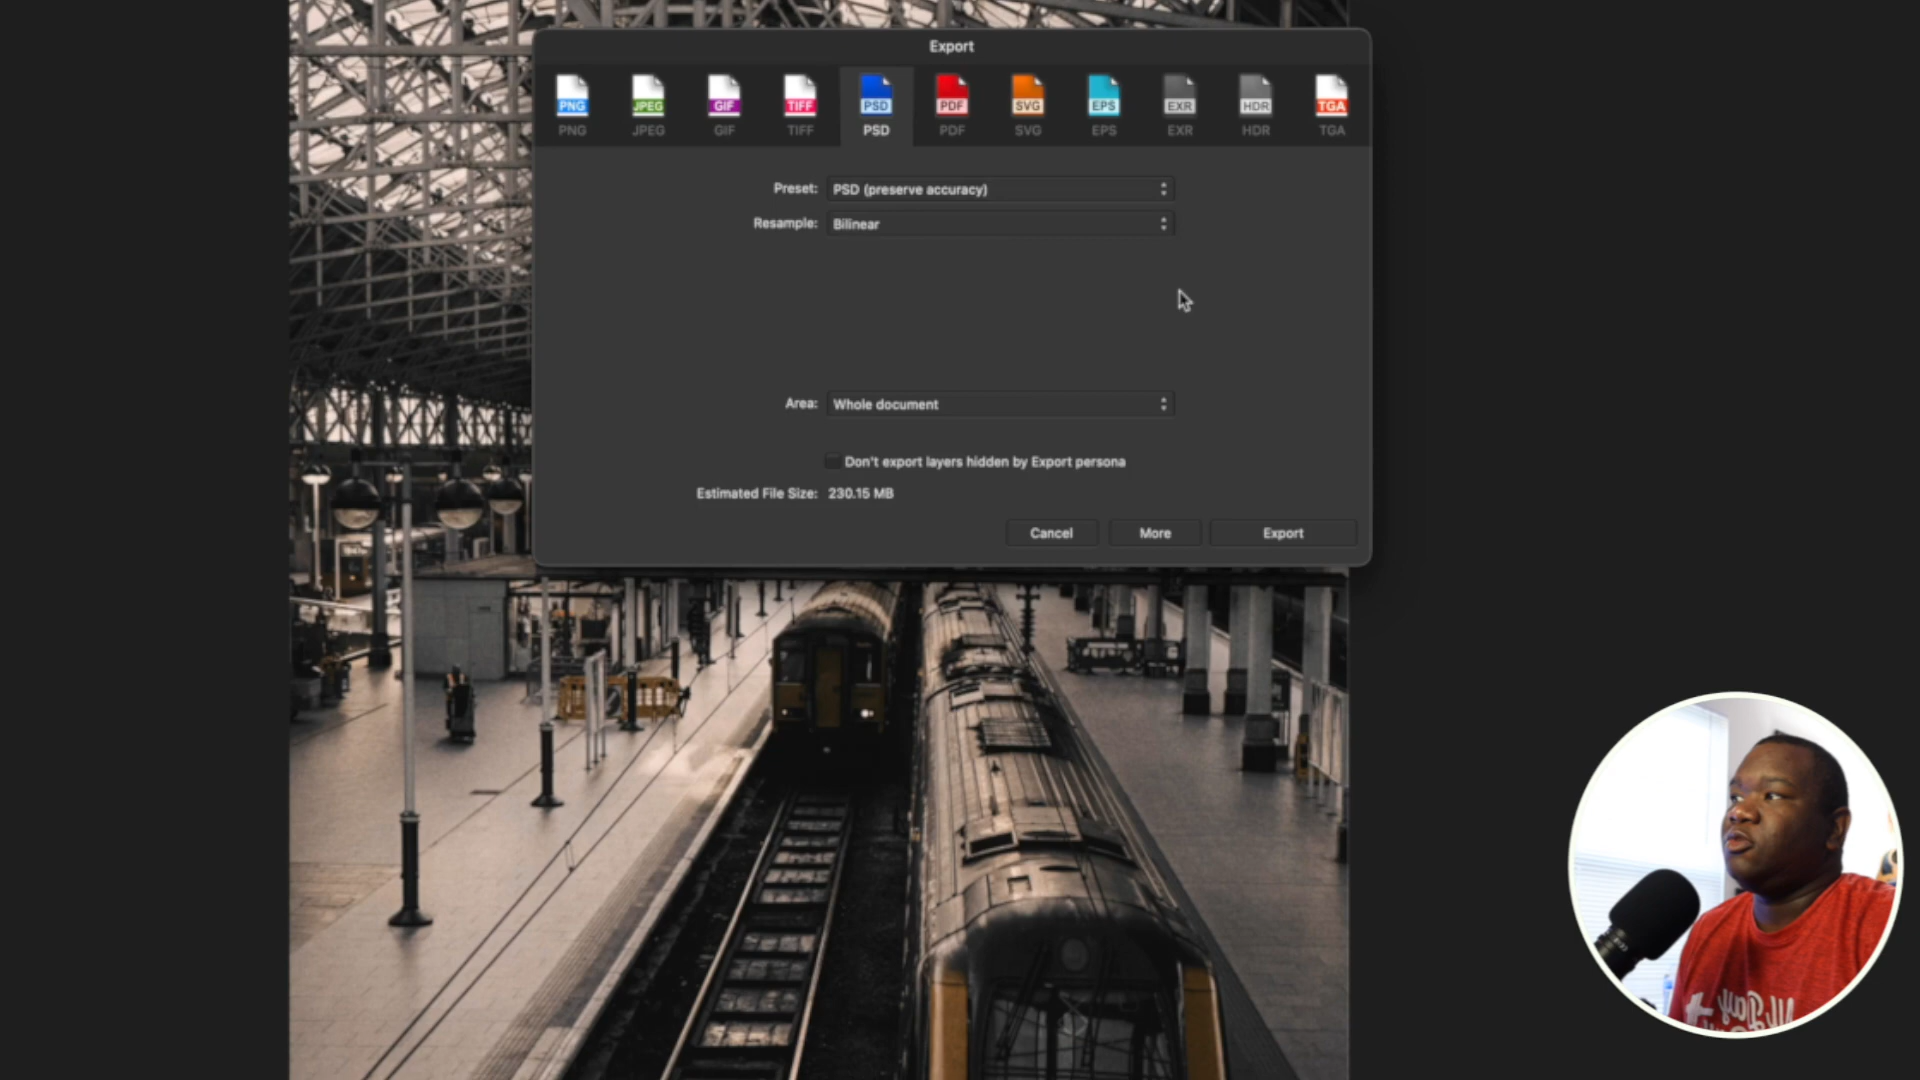 Export
PNG JPEG GIF TIFF PSD PDF SVG EPS EXR HDR TGA
PNG JPEG GIF TIFF PSD PDF SVG EPS EXR HDR TGA
Preset: PSD (preserve accuracy)
Resample: Bilinear
Area: Whole document
Don't export layers hidden by Export persona
Estimated File Size: 230.15 MB
Cancel More Export